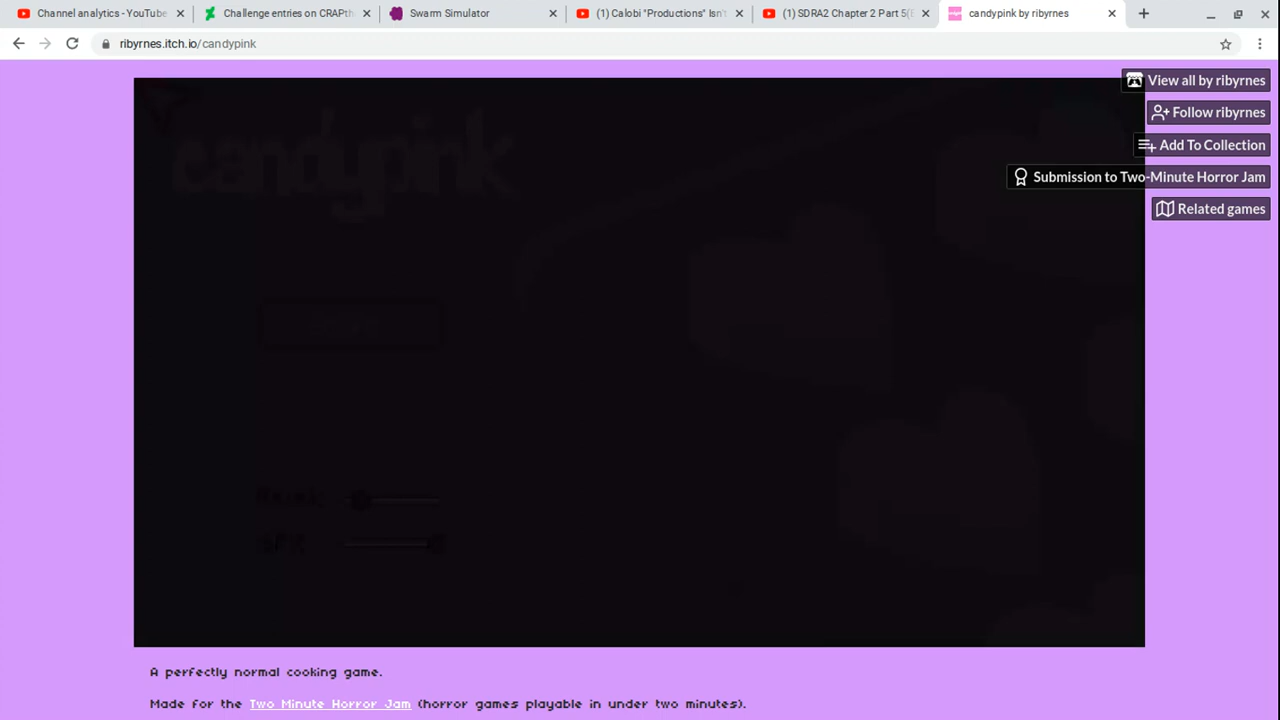 Channel analytics - YouTube
Challenge entries on CRAPth
Swarm Simulator
(1) Calobi "Productions" Isn't
(1) SDRA2 Chapter 2 Part 5(E
candypink by ribyrnes
ribyrnes.itch.io/candypink
View all by ribyrnes
Follow ribyrnes
Add To Collection
Submission to Two-Minute Horror Jam
Related games
candypink
Music:
SFX:
A perfectly normal cooking game.
Made for the Two Minute Horror Jam (horror games playable in under two minutes).